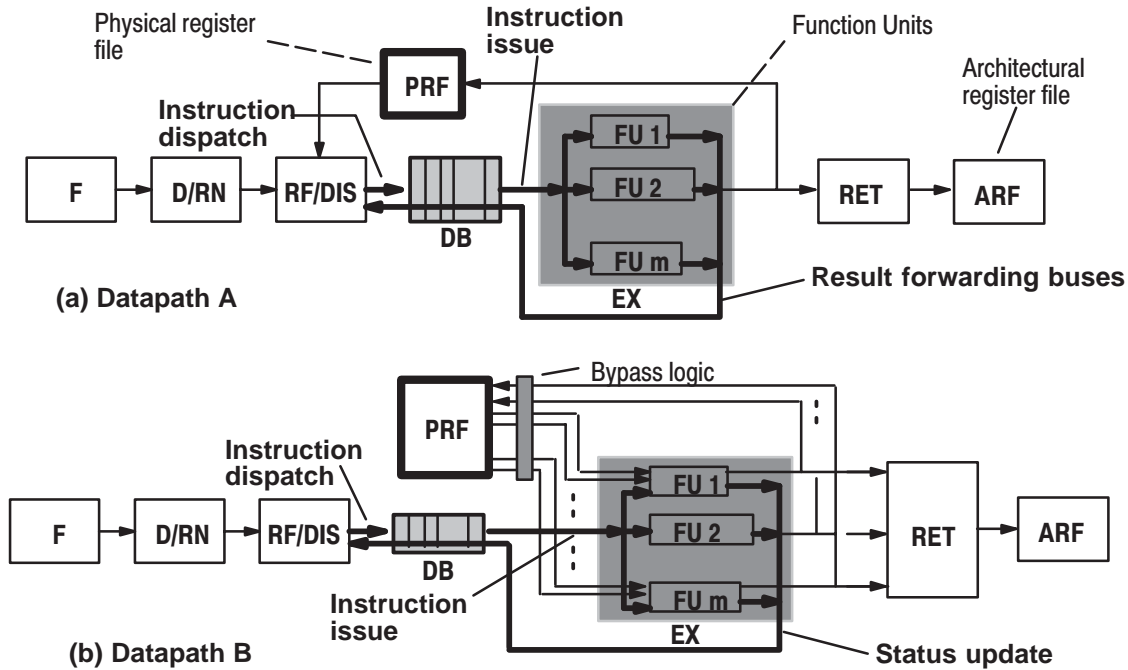 Physical register
file
Instruction
issue
Function Units
PRF
Architectural
register file
Instruction
dispatch
FU 1
F
D/RN
RF/DIS
FU 2
RET
ARF
DB
FU m
(a) Datapath A
EX
Result forwarding buses
Bypass logic
PRF
Instruction
dispatch
FU 1
F
D/RN
RF/DIS
FU 2
RET
ARF
DB
Instruction
issue
FU m
EX
(b) Datapath B
Status update